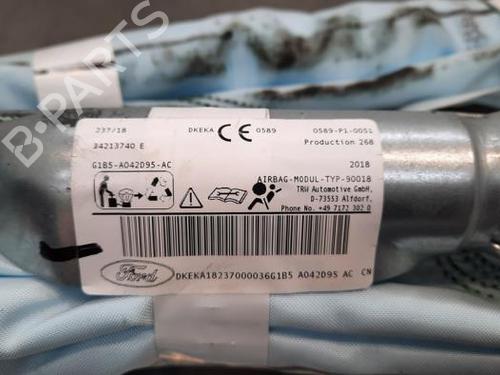 B-PARTS
237/18
DKEKA CE 0589
0589-P1-0051
34213740 E
Production 268
G1B5-A042D95-AC
2018
AIRBAG-MODUL-TYP-90018
TRW Automotive GmbH,
D-73553 Alfdorf,
Phone No. +49 7172 302 0
Ford
DKEKA18237000036G1B5 A042D95 AC CN